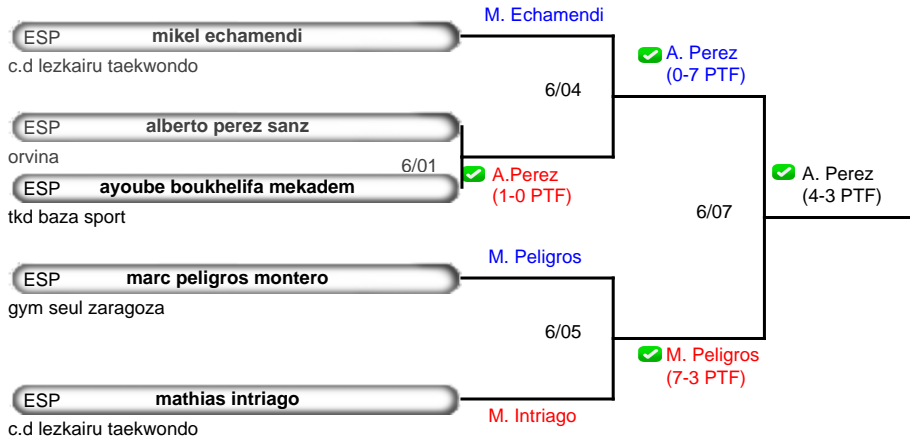 M. Echamendi
ESP mikel echamendi
c.d lezkairu taekwondo
A. Perez
(0-7 PTF)
6/04
ESP alberto perez sanz
orvina
6/01
A.Perez
(1-0 PTF)
ESP ayoube boukhelifa mekadem
tkd baza sport
A. Perez
(4-3 PTF)
6/07
M. Peligros
ESP marc peligros montero
gym seul zaragoza
6/05
M. Peligros
(7-3 PTF)
ESP mathias intriago
M. Intriago
c.d lezkairu taekwondo